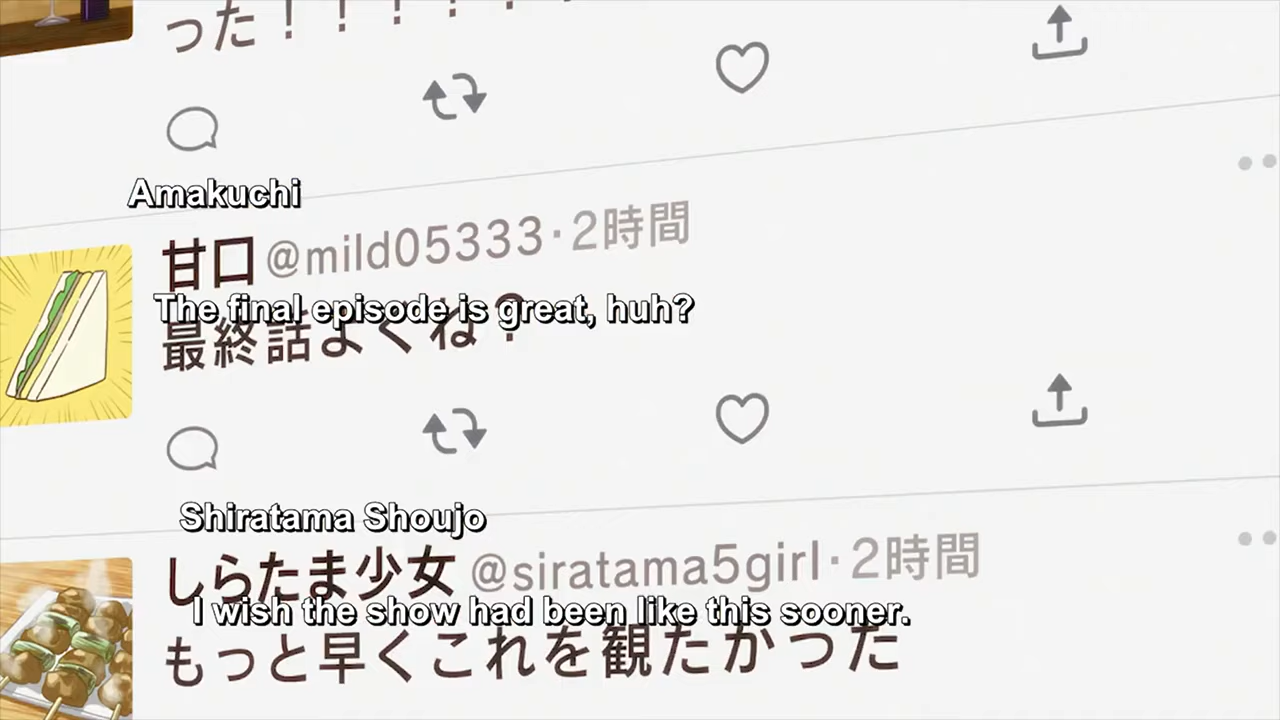 った！！！！！！
Amakuchi
甘口 @mild05333·2時間
The final episode is great, huh?
最終話よくね？
Shiratama Shoujo
しらたま少女 @siratama5girl·2時間
I wish the show had been like this sooner.
もっと早くこれを観たかった